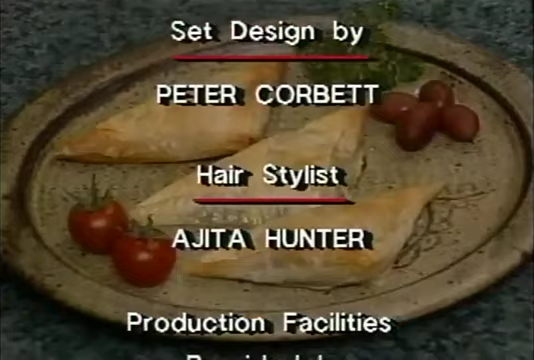 Set Design by
PETER CORBETT
Hair Stylist
AJITA HUNTER
Production Facilities